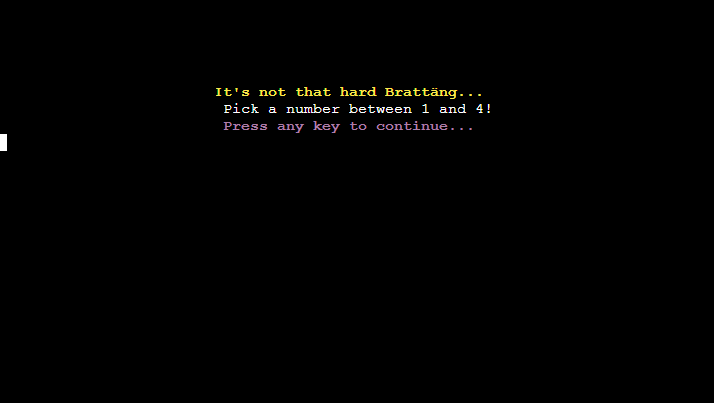 It's not that hard Brattäng...
Pick a number between 1 and 4!
Press any key to continue...